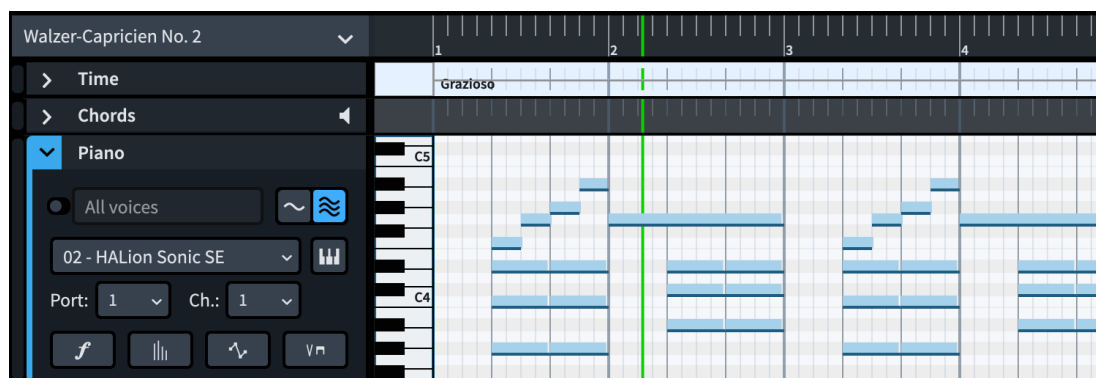 Walzer-Capricien No. 2
1 2 3 4
Time
Grazioso
Chords
Piano
C5
All voices
02 - HALion Sonic SE
Port: 1 Ch.: 1
C4
f